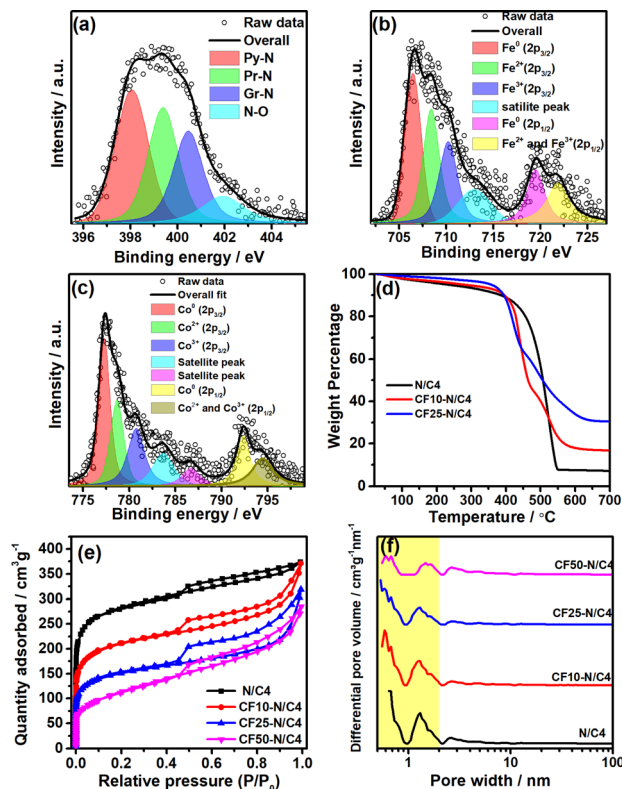 (a)
Raw data
Overall
Py-N
Pr-N
Gr-N
N-O
Intensity / a.u.
396 398 400 402 404
Binding energy / eV
(b)
Raw data
Overall
Fe⁰ (2p₃/₂)
Fe²⁺(2p₃/₂)
Fe³⁺(2p₃/₂)
satilite peak
Fe⁰ (2p₁/₂)
Fe²⁺ and Fe³⁺(2p₁/₂)
Intensity / a.u.
705 710 715 720 725
Binding energy / eV
(c)
Raw data
Overall fit
Co⁰ (2p₃/₂)
Co²⁺ (2p₃/₂)
Co³⁺ (2p₃/₂)
Satellite peak
Satellite peak
Co⁰ (2p₁/₂)
Co²⁺ and Co³⁺ (2p₁/₂)
Intensity / a.u.
775 780 785 790 795
Binding energy / eV
(d)
Weight Percentage
100
80
60
40
20
0
N/C4
CF10-N/C4
CF25-N/C4
100 200 300 400 500 600 700
Temperature / °C
(e)
Quantity adsorbed / cm³g⁻¹
400
350
300
250
200
150
100
50
0
N/C4
CF10-N/C4
CF25-N/C4
CF50-N/C4
0.0 0.2 0.4 0.6 0.8 1.0
Relative pressure (P/P₀)
(f)
Differential pore volume / cm³g⁻¹nm⁻¹
CF50-N/C4
CF25-N/C4
CF10-N/C4
N/C4
1 10 100
Pore width / nm